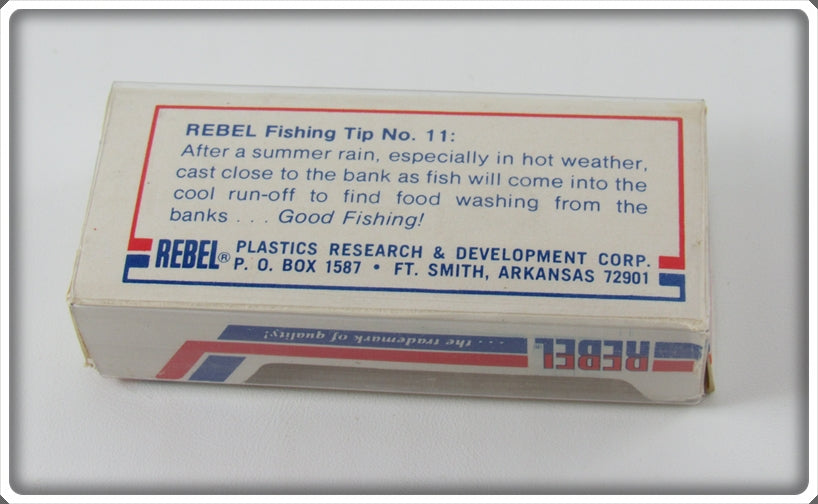 REBEL Fishing Tip No. 11:
After a summer rain, especially in hot weather,
cast close to the bank as fish will come into the
cool run-off to find food washing from the
banks . . . Good Fishing!
REBEL® PLASTICS RESEARCH & DEVELOPMENT CORP.
P. O. BOX 1587 • FT. SMITH, ARKANSAS 72901
REBEL® . . . the trademark of quality!